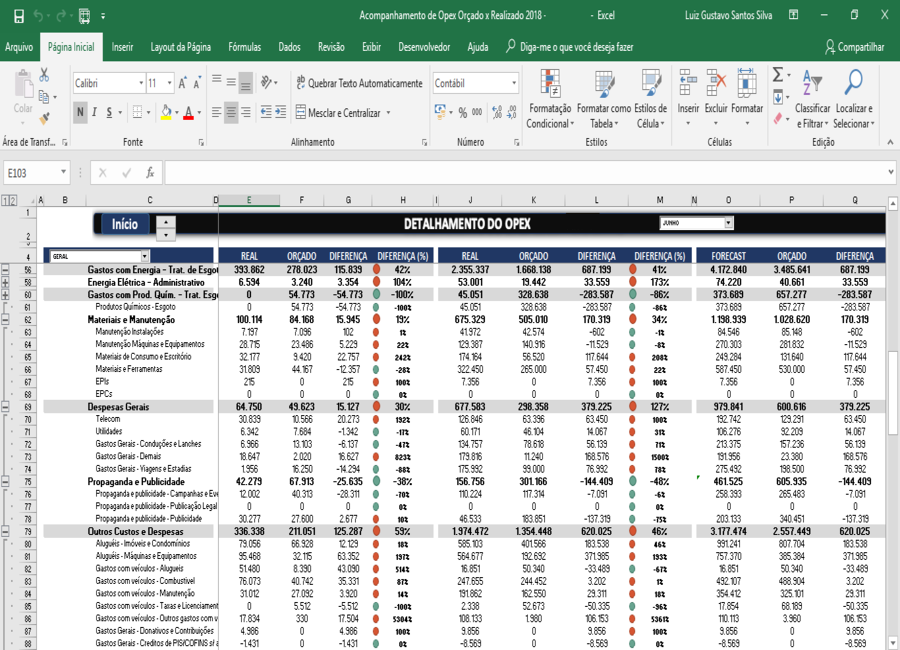 Acompanhamento de Opex Orçado x Realizado 2018 - - Excel Luiz Gustavo Santos Silva
Arquivo Página Inicial Inserir Layout da Página Fórmulas Dados Revisão Exibir Desenvolvedor Ajuda Diga-me o que você deseja fazer Compartilhar
Calibri 11 Quebrar Texto Automaticamente Contábil
Colar N I S Mesclar e Centralizar % 000 Formatação Condicional Formatar como Tabela Estilos de Célula Inserir Excluir Formatar Classificar e Filtrar Localizar e Selecionar
Área de Transf... Fonte Alinhamento Número Estilos Células Edição
E103 fx
1 2 A B C D E F G H I J K L M N O P Q
1
2 Início DETALHAMENTO DO OPEX JUNHO
4 GERAL REAL ORÇADO DIFERENÇA DIFERENÇA (%) REAL ORÇADO DIFERENÇA DIFERENÇA (%) FORECAST ORÇADO DIFERENÇA
56 Gastos com Energia - Trat. de Esgot 393.862 278.023 115.839 42% 2.355.337 1.668.138 687.199 41% 4.172.840 3.485.641 687.199
58 Energia Elétrica - Administrativo 6.594 3.240 3.354 104% 53.001 19.442 33.559 173% 74.220 40.661 33.559
60 Gastos com Prod. Quím. - Trat. Esg 0 54.773 -54.773 -100% 45.051 328.638 -283.587 -86% 373.689 657.277 -283.587
61 Produtos Químicos - Esgoto 0 54.773 -54.773 -100% 45.051 328.638 -283.587 -86% 373.689 657.277 -283.587
62 Materiais e Manutenção 100.114 84.168 15.945 19% 675.329 505.010 170.319 34% 1.198.939 1.028.620 170.319
63 Manutenção Instalações 7.197 7.096 102 1% 41.972 42.574 -602 -1% 84.546 85.148 -602
64 Manutenção Máquinas e Equipamentos 28.715 23.486 5.229 22% 129.387 140.916 -11.529 -8% 270.303 281.832 -11.529
65 Materiais de Consumo e Escritório 32.177 9.420 22.757 242% 174.164 56.520 117.644 208% 249.284 131.640 117.644
66 Materiais e Ferramentas 31.809 44.167 -12.357 -28% 322.450 265.000 57.450 22% 587.450 530.000 57.450
67 EPIs 215 0 215 100% 7.356 0 7.356 100% 7.356 0 7.356
68 EPCs 0 0 0 0% 0 0 0 0% 0 0 0
69 Despesas Gerais 64.750 49.623 15.127 30% 677.583 298.358 379.225 127% 979.841 600.616 379.225
70 Telecom 30.839 10.566 20.273 192% 126.846 63.396 63.450 100% 192.742 129.291 63.450
71 Utilidades 6.342 7.684 -1.342 -17% 60.171 46.104 14.067 31% 106.276 92.209 14.067
72 Gastos Gerais - Conduções e Lanches 6.966 13.103 -6.137 -47% 134.757 78.618 56.139 71% 213.375 157.236 56.139
73 Gastos Gerais - Demais 18.647 2.020 16.627 823% 179.816 11.240 168.576 1500% 191.956 23.380 168.576
74 Gastos Gerais - Viagens e Estadias 1.956 16.250 -14.294 -88% 175.992 99.000 76.992 78% 275.492 198.500 76.992
75 Propaganda e Publicidade 42.279 67.913 -25.635 -38% 156.756 301.166 -144.409 -48% 461.525 605.935 -144.409
76 Propaganda e publicidade - Campanhas e Eve 12.002 40.313 -28.311 -70% 110.224 117.314 -7.091 -6% 258.393 265.483 -7.091
77 Propaganda e publicidade - Publicação Legal 0 0 0 0% 0 0 0 0% 0 0 0
78 Propaganda e publicidade - Publicidade 30.277 27.600 2.677 10% 46.533 183.851 -137.319 -75% 203.133 340.451 -137.319
79 Outros Custos e Despesas 336.338 211.051 125.287 59% 1.974.472 1.354.448 620.025 46% 3.177.474 2.557.449 620.025
80 Aluguéis - Imóveis e Condomínios 79.056 66.928 12.129 18% 585.103 401.566 183.538 46% 991.241 807.704 183.538
81 Aluguéis - Máquinas e Equipamentos 95.468 32.115 63.352 197% 564.677 192.692 371.985 193% 757.370 385.384 371.985
82 Gastos com veículos - Alugueis 51.480 8.390 43.090 514% 16.851 50.340 -33.489 -67% 16.851 50.340 -33.489
83 Gastos com veículos - Combustível 76.073 40.742 35.331 87% 247.655 244.452 3.202 1% 492.107 488.904 3.202
84 Gastos com veículos - Manutenção 31.012 27.092 3.920 14% 191.862 162.550 29.311 18% 354.412 325.101 29.311
85 Gastos com veículos - Taxas e Licenciament 0 5.512 -5.512 -100% 2.338 52.673 -50.335 -96% 17.854 68.189 -50.335
86 Gastos com veículos - Outros gastos com v 17.834 330 17.504 5304% 108.133 1.980 106.153 5361% 110.113 3.960 106.153
87 Gastos Gerais - Donativos e Contribuições 4.986 0 4.986 100% 9.856 0 9.856 100% 9.856 0 9.856
88 Gastos Gerais - Creditos de PIS/COFINS s/ a -1.431 0 -1.431 0% -8.569 0 -8.569 0% -8.569 0 -8.569